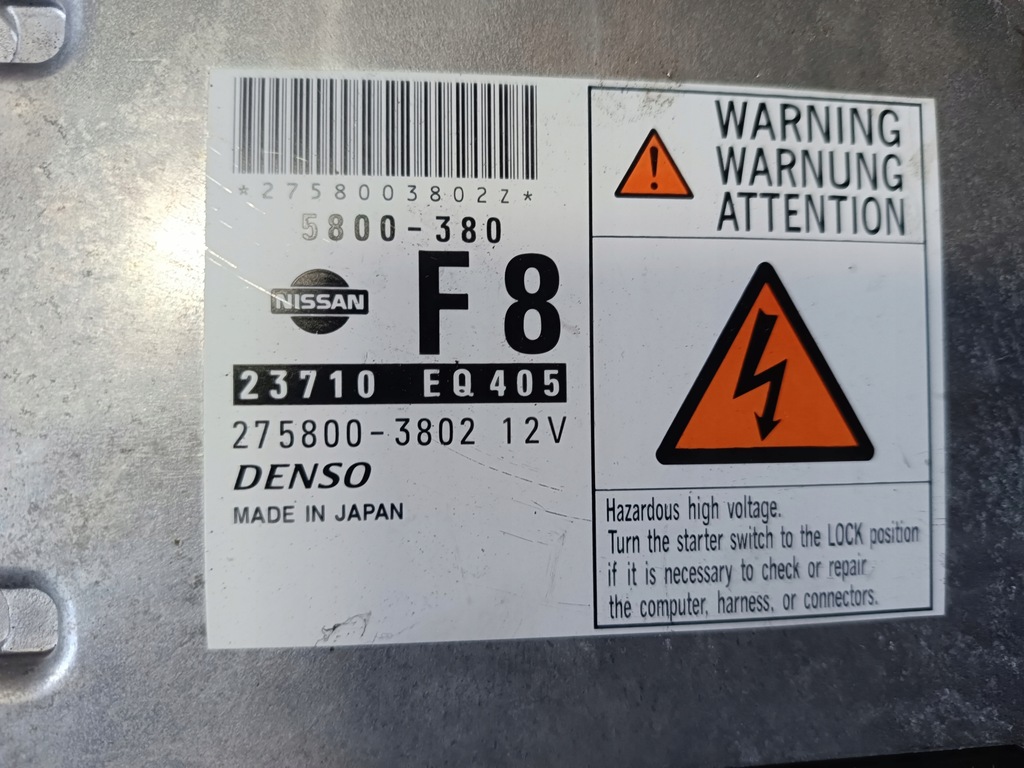 *2758003802Z*
5800-380
NISSAN
F8
23710 EQ405
275800-3802 12V
DENSO
MADE IN JAPAN
WARNING
WARNUNG
ATTENTION
Hazardous high voltage.
Turn the starter switch to the LOCK position
if it is necessary to check or repair
the computer, harness, or connectors.